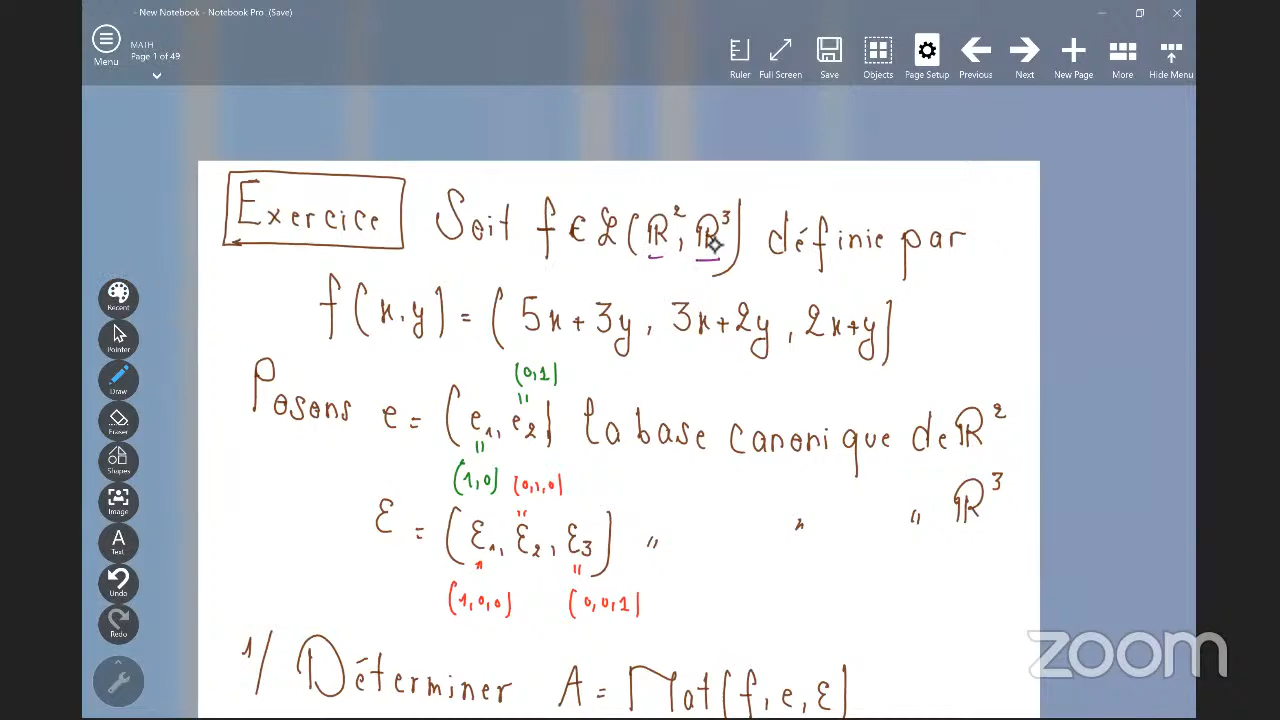 - New Notebook - Notebook Pro (Save)
Menu
MATH
Page 1 of 49
Ruler Full Screen Save Objects Page Setup Previous Next New Page More Hide Menu
Exercice Soit f ∈ ℒ(ℝ², ℝ³) définie par
f(x,y) = (5x+3y, 3x+2y, 2x+y)
(0,1)
"
Posons e = (e₁, e₂) la base canonique de ℝ²
"
(1,0) (0,1,0)
"
ℰ = (ℰ₁, ℰ₂, ℰ₃) " " " ℝ³
" "
(1,0,0) (0,0,1)
1/ Déterminer A = Mat(f, e, ℰ)
Recent
Pointer
Draw
Eraser
Shapes
Image
Text
Undo
Redo
zoom